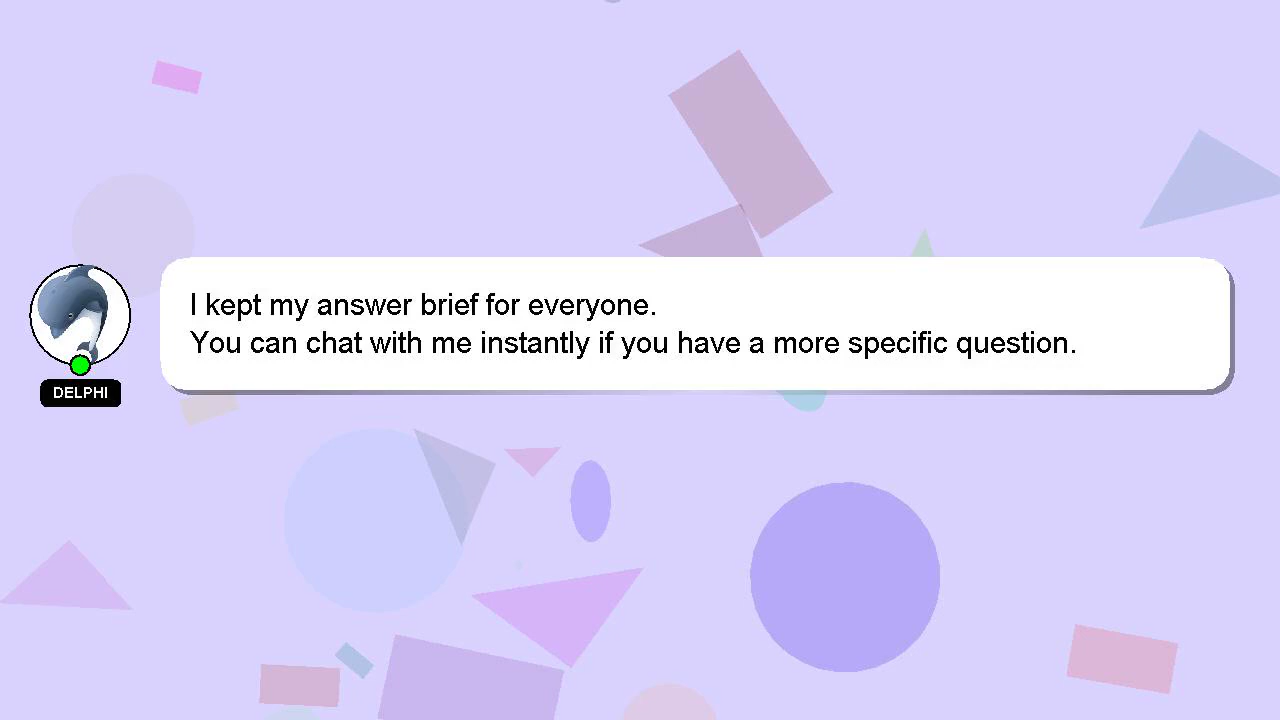 I kept my answer brief for everyone.
You can chat with me instantly if you have a more specific question.
DELPHI